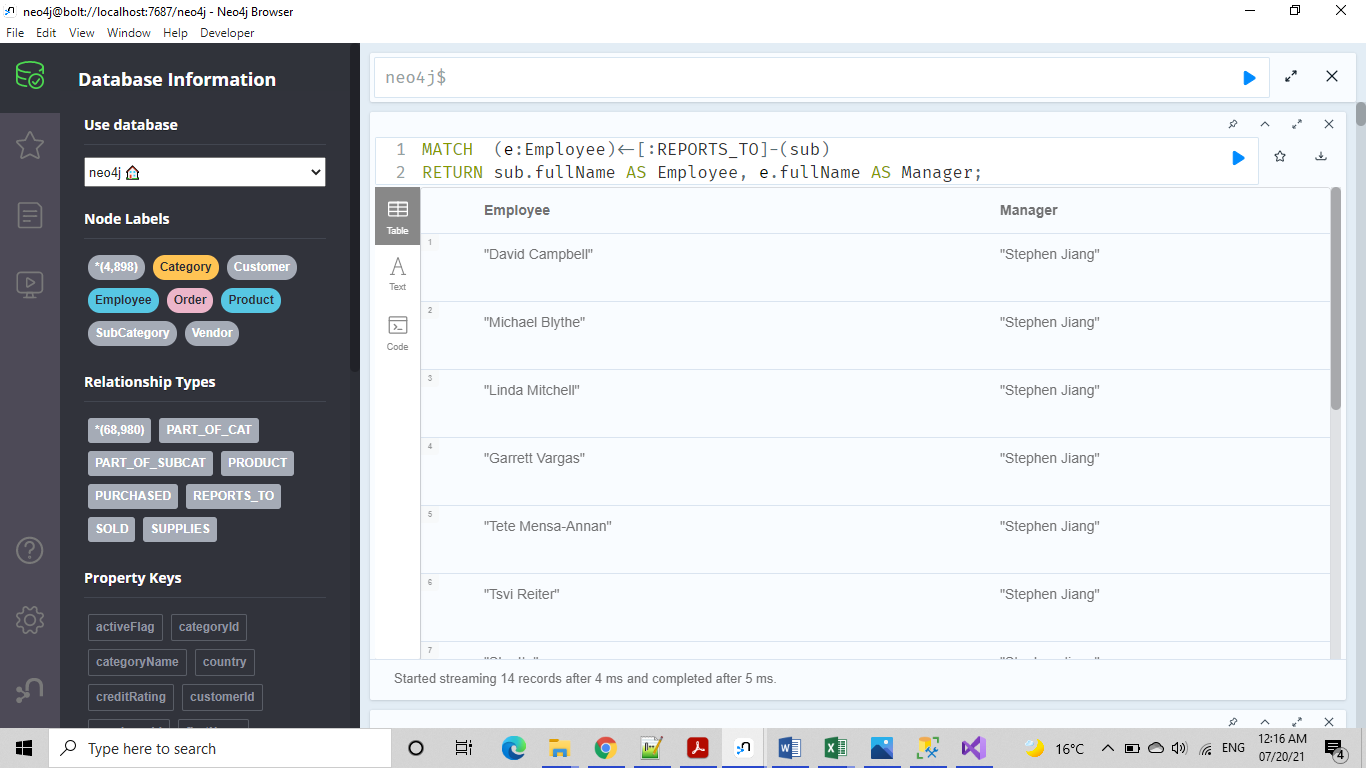 neo4j@bolt://localhost:7687/neo4j - Neo4j Browser
File Edit View Window Help Developer
Database Information
Use database
neo4j
Node Labels
*(4,898) Category Customer
Employee Order Product
SubCategory Vendor
Relationship Types
*(68,980) PART_OF_CAT
PART_OF_SUBCAT PRODUCT
PURCHASED REPORTS_TO
SOLD SUPPLIES
Property Keys
activeFlag categoryId
categoryName country
creditRating customerId
neo4j$
1 MATCH (e:Employee)<-[:REPORTS_TO]-(sub)
2 RETURN sub.fullName AS Employee, e.fullName AS Manager;
Table
Text
Code
Employee Manager
1 "David Campbell" "Stephen Jiang"
2 "Michael Blythe" "Stephen Jiang"
3 "Linda Mitchell" "Stephen Jiang"
4 "Garrett Vargas" "Stephen Jiang"
5 "Tete Mensa-Annan" "Stephen Jiang"
6 "Tsvi Reiter" "Stephen Jiang"
7
Started streaming 14 records after 4 ms and completed after 5 ms.
Type here to search
16°C
ENG
12:16 AM
07/20/21
4